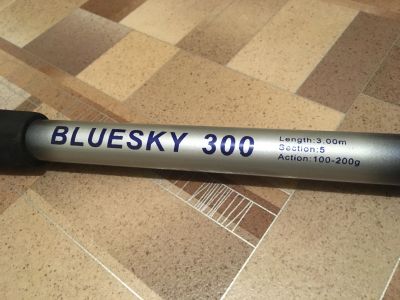 BLUESKY 300
Length:3.00m
Section:5
Action:100-200g